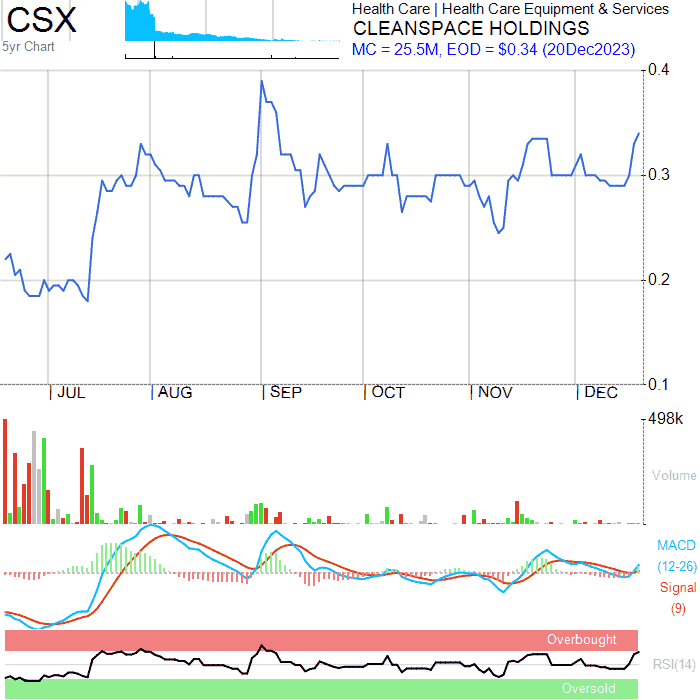 CSX
5yr Chart
Health Care | Health Care Equipment & Services
CLEANSPACE HOLDINGS
MC = 25.5M, EOD = $0.34 (20Dec2023)
0.4
0.3
0.2
0.1
JUL
AUG
SEP
OCT
NOV
DEC
498k
Volume
MACD
(12-26)
Signal
(9)
Overbought
RSI(14)
Oversold